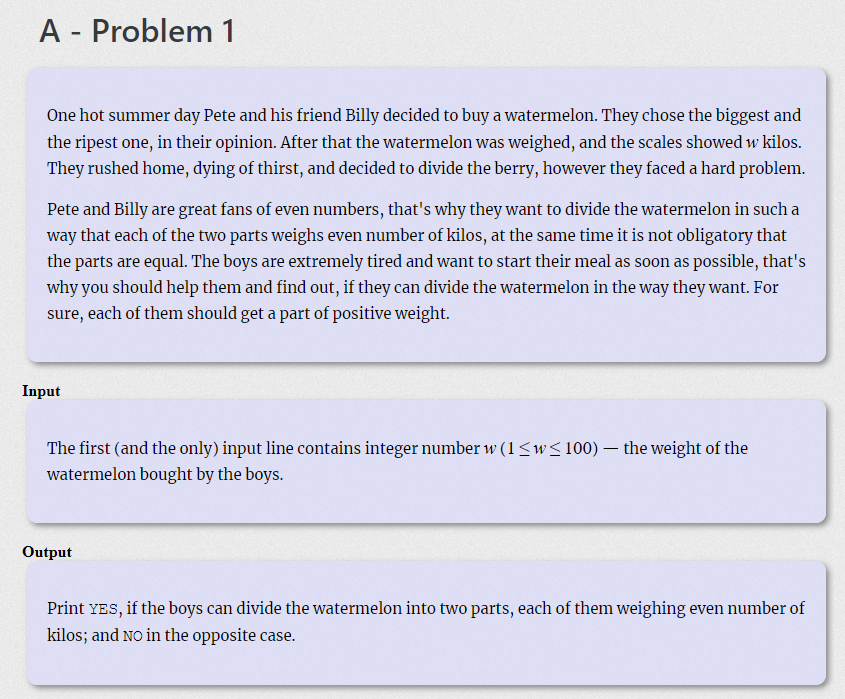 A - Problem 1
One hot summer day Pete and his friend Billy decided to buy a watermelon. They chose the biggest and
the ripest one, in their opinion. After that the watermelon was weighed, and the scales showed w kilos.
They rushed home, dying of thirst, and decided to divide the berry, however they faced a hard problem.
Pete and Billy are great fans of even numbers, that's why they want to divide the watermelon in such a
way that each of the two parts weighs even number of kilos, at the same time it is not obligatory that
the parts are equal. The boys are extremely tired and want to start their meal as soon as possible, that's
why you should help them and find out, if they can divide the watermelon in the way they want. For
sure, each of them should get a part of positive weight.
Input
The first (and the only) input line contains integer number w (1 ≤ w ≤ 100) — the weight of the
watermelon bought by the boys.
Output
Print YES, if the boys can divide the watermelon into two parts, each of them weighing even number of
kilos; and NO in the opposite case.